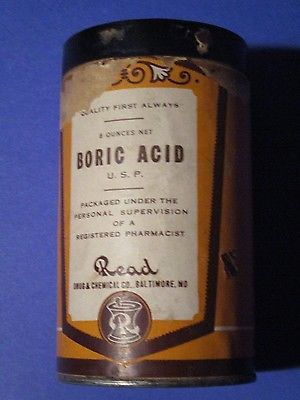 QUALITY FIRST ALWAYS
8 OUNCES NET
BORIC ACID
U. S. P.
PACKAGED UNDER THE
PERSONAL SUPERVISION
OF A
REGISTERED PHARMACIST
Read
DRUG & CHEMICAL CO., BALTIMORE, MD
R